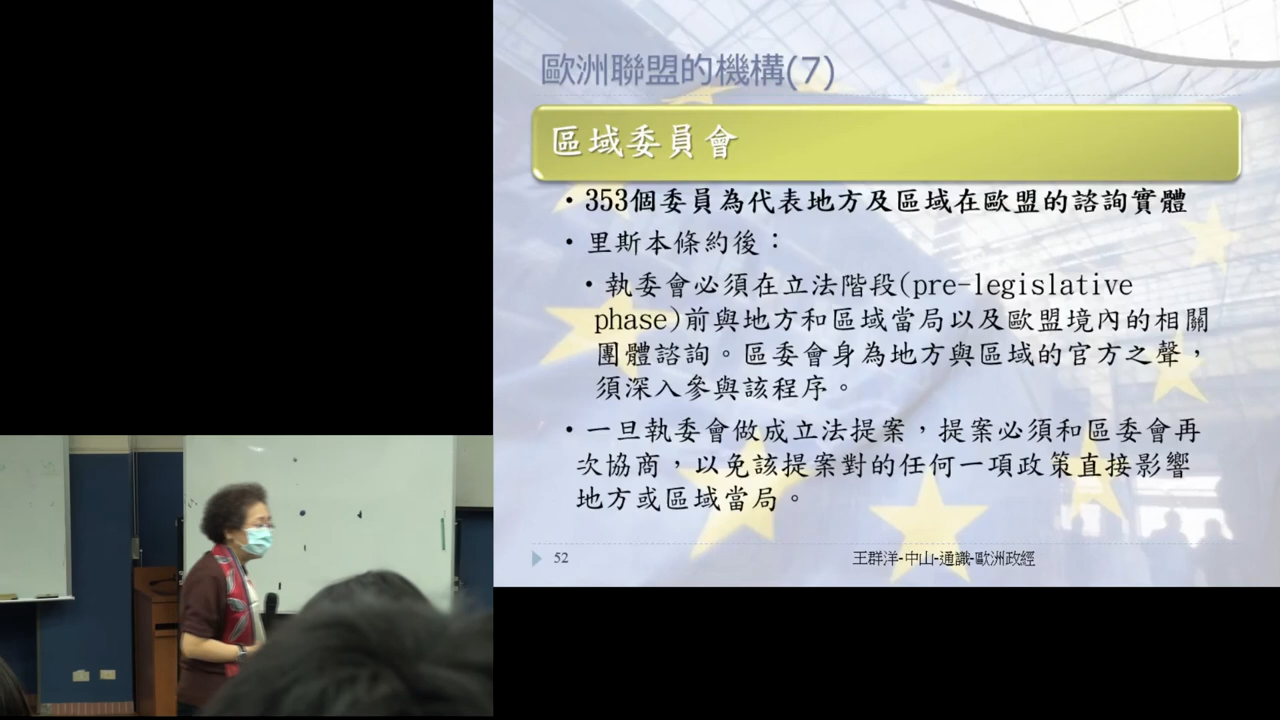 歐洲聯盟的機構(7)
區域委員會
• 353個委員為代表地方及區域在歐盟的諮詢實體
• 里斯本條約後：
• 執委會必須在立法階段(pre-legislative
phase)前與地方和區域當局以及歐盟境內的相關
團體諮詢。區委會身為地方與區域的官方之聲，
須深入參與該程序。
• 一旦執委會做成立法提案，提案必須和區委會再
次協商，以免該提案對的任何一項政策直接影響
地方或區域當局。
52
王群洋-中山-通識-歐洲政經